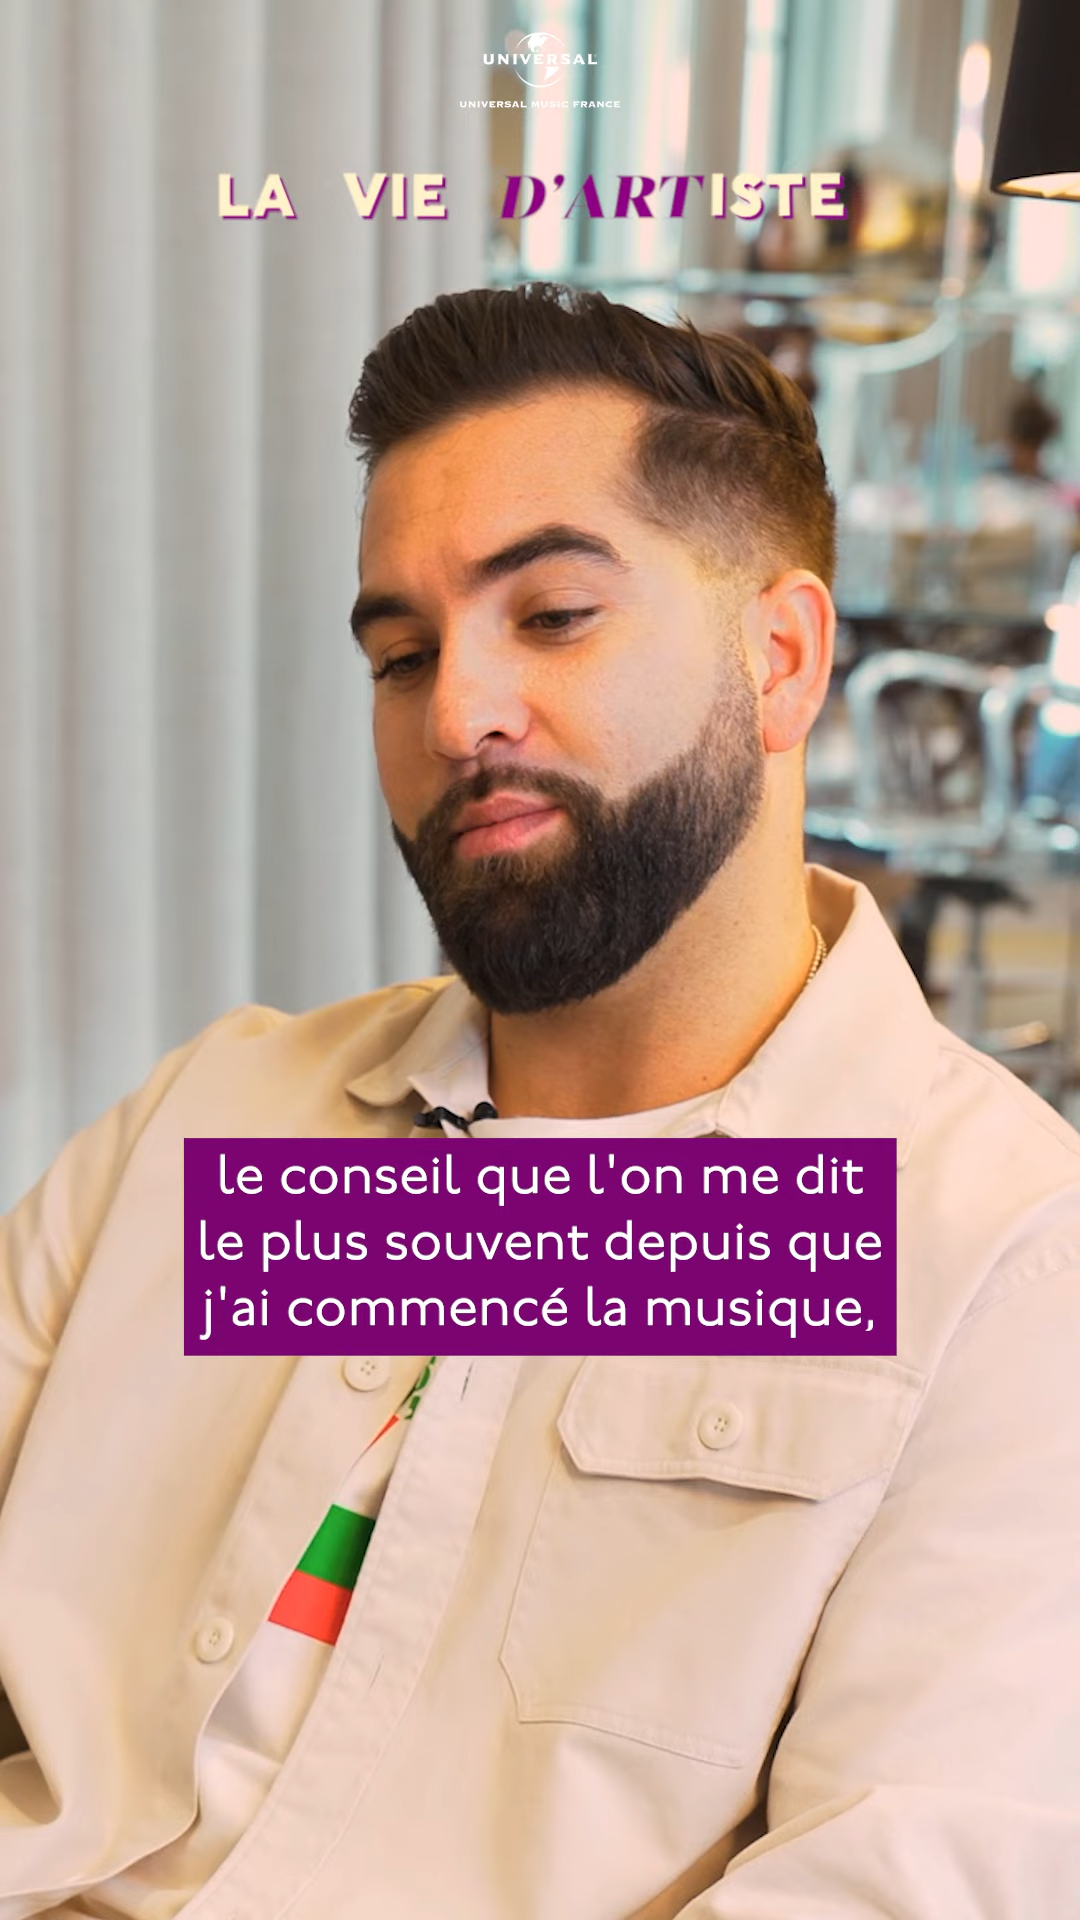 UNIVERSAL
UNIVERSAL MUSIC FRANCE
LA VIE D'ARTISTE
le conseil que l'on me dit
le plus souvent depuis que
j'ai commencé la musique,